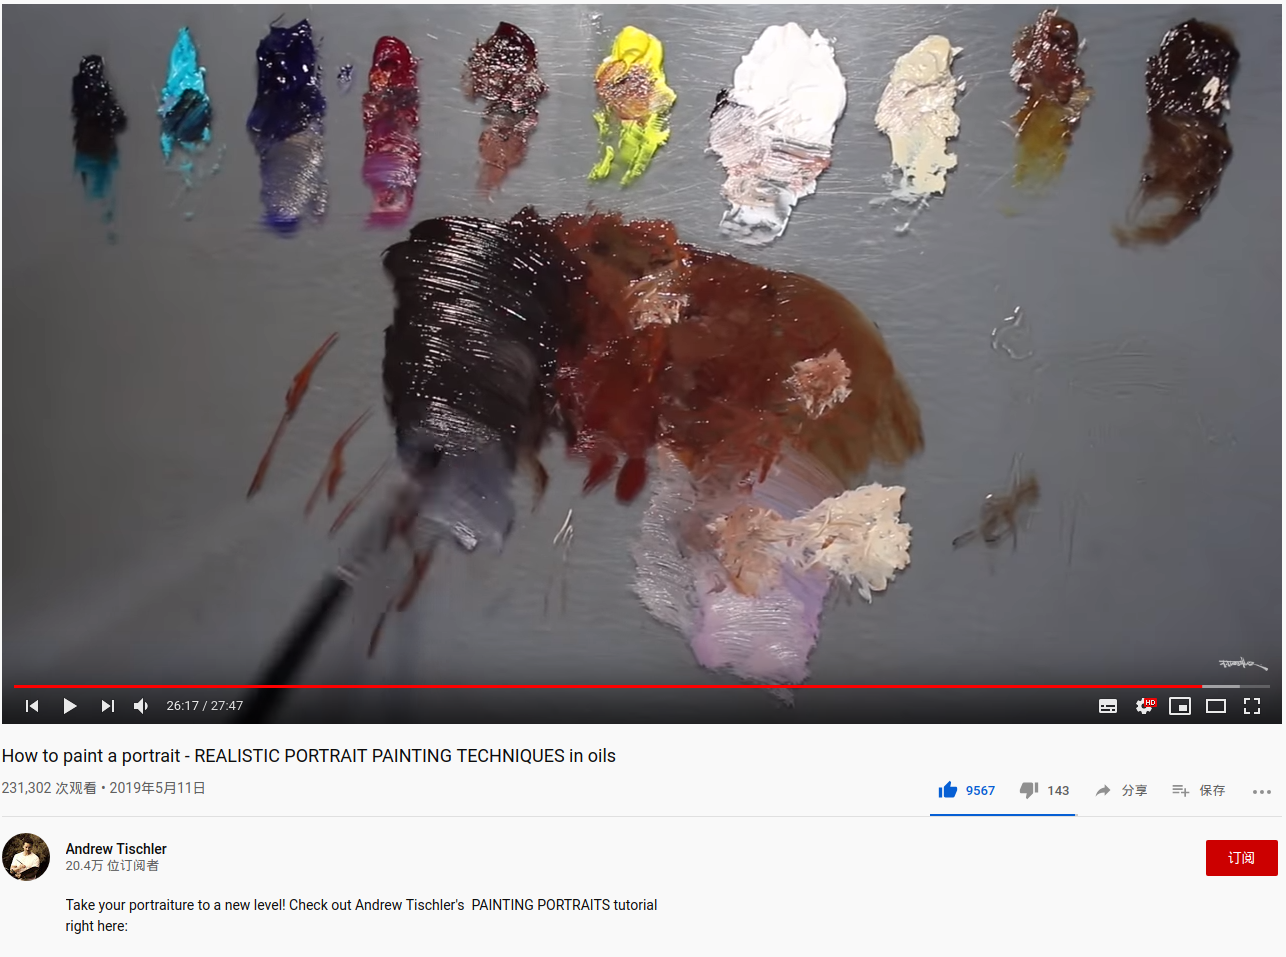 HD
26:17 / 27:47
How to paint a portrait - REALISTIC PORTRAIT PAINTING TECHNIQUES in oils
231,302 次观看 • 2019年5月11日
9567 143 分享 保存
Andrew Tischler
20.4万 位订阅者
订阅
Take your portraiture to a new level! Check out Andrew Tischler's PAINTING PORTRAITS tutorial
right here: